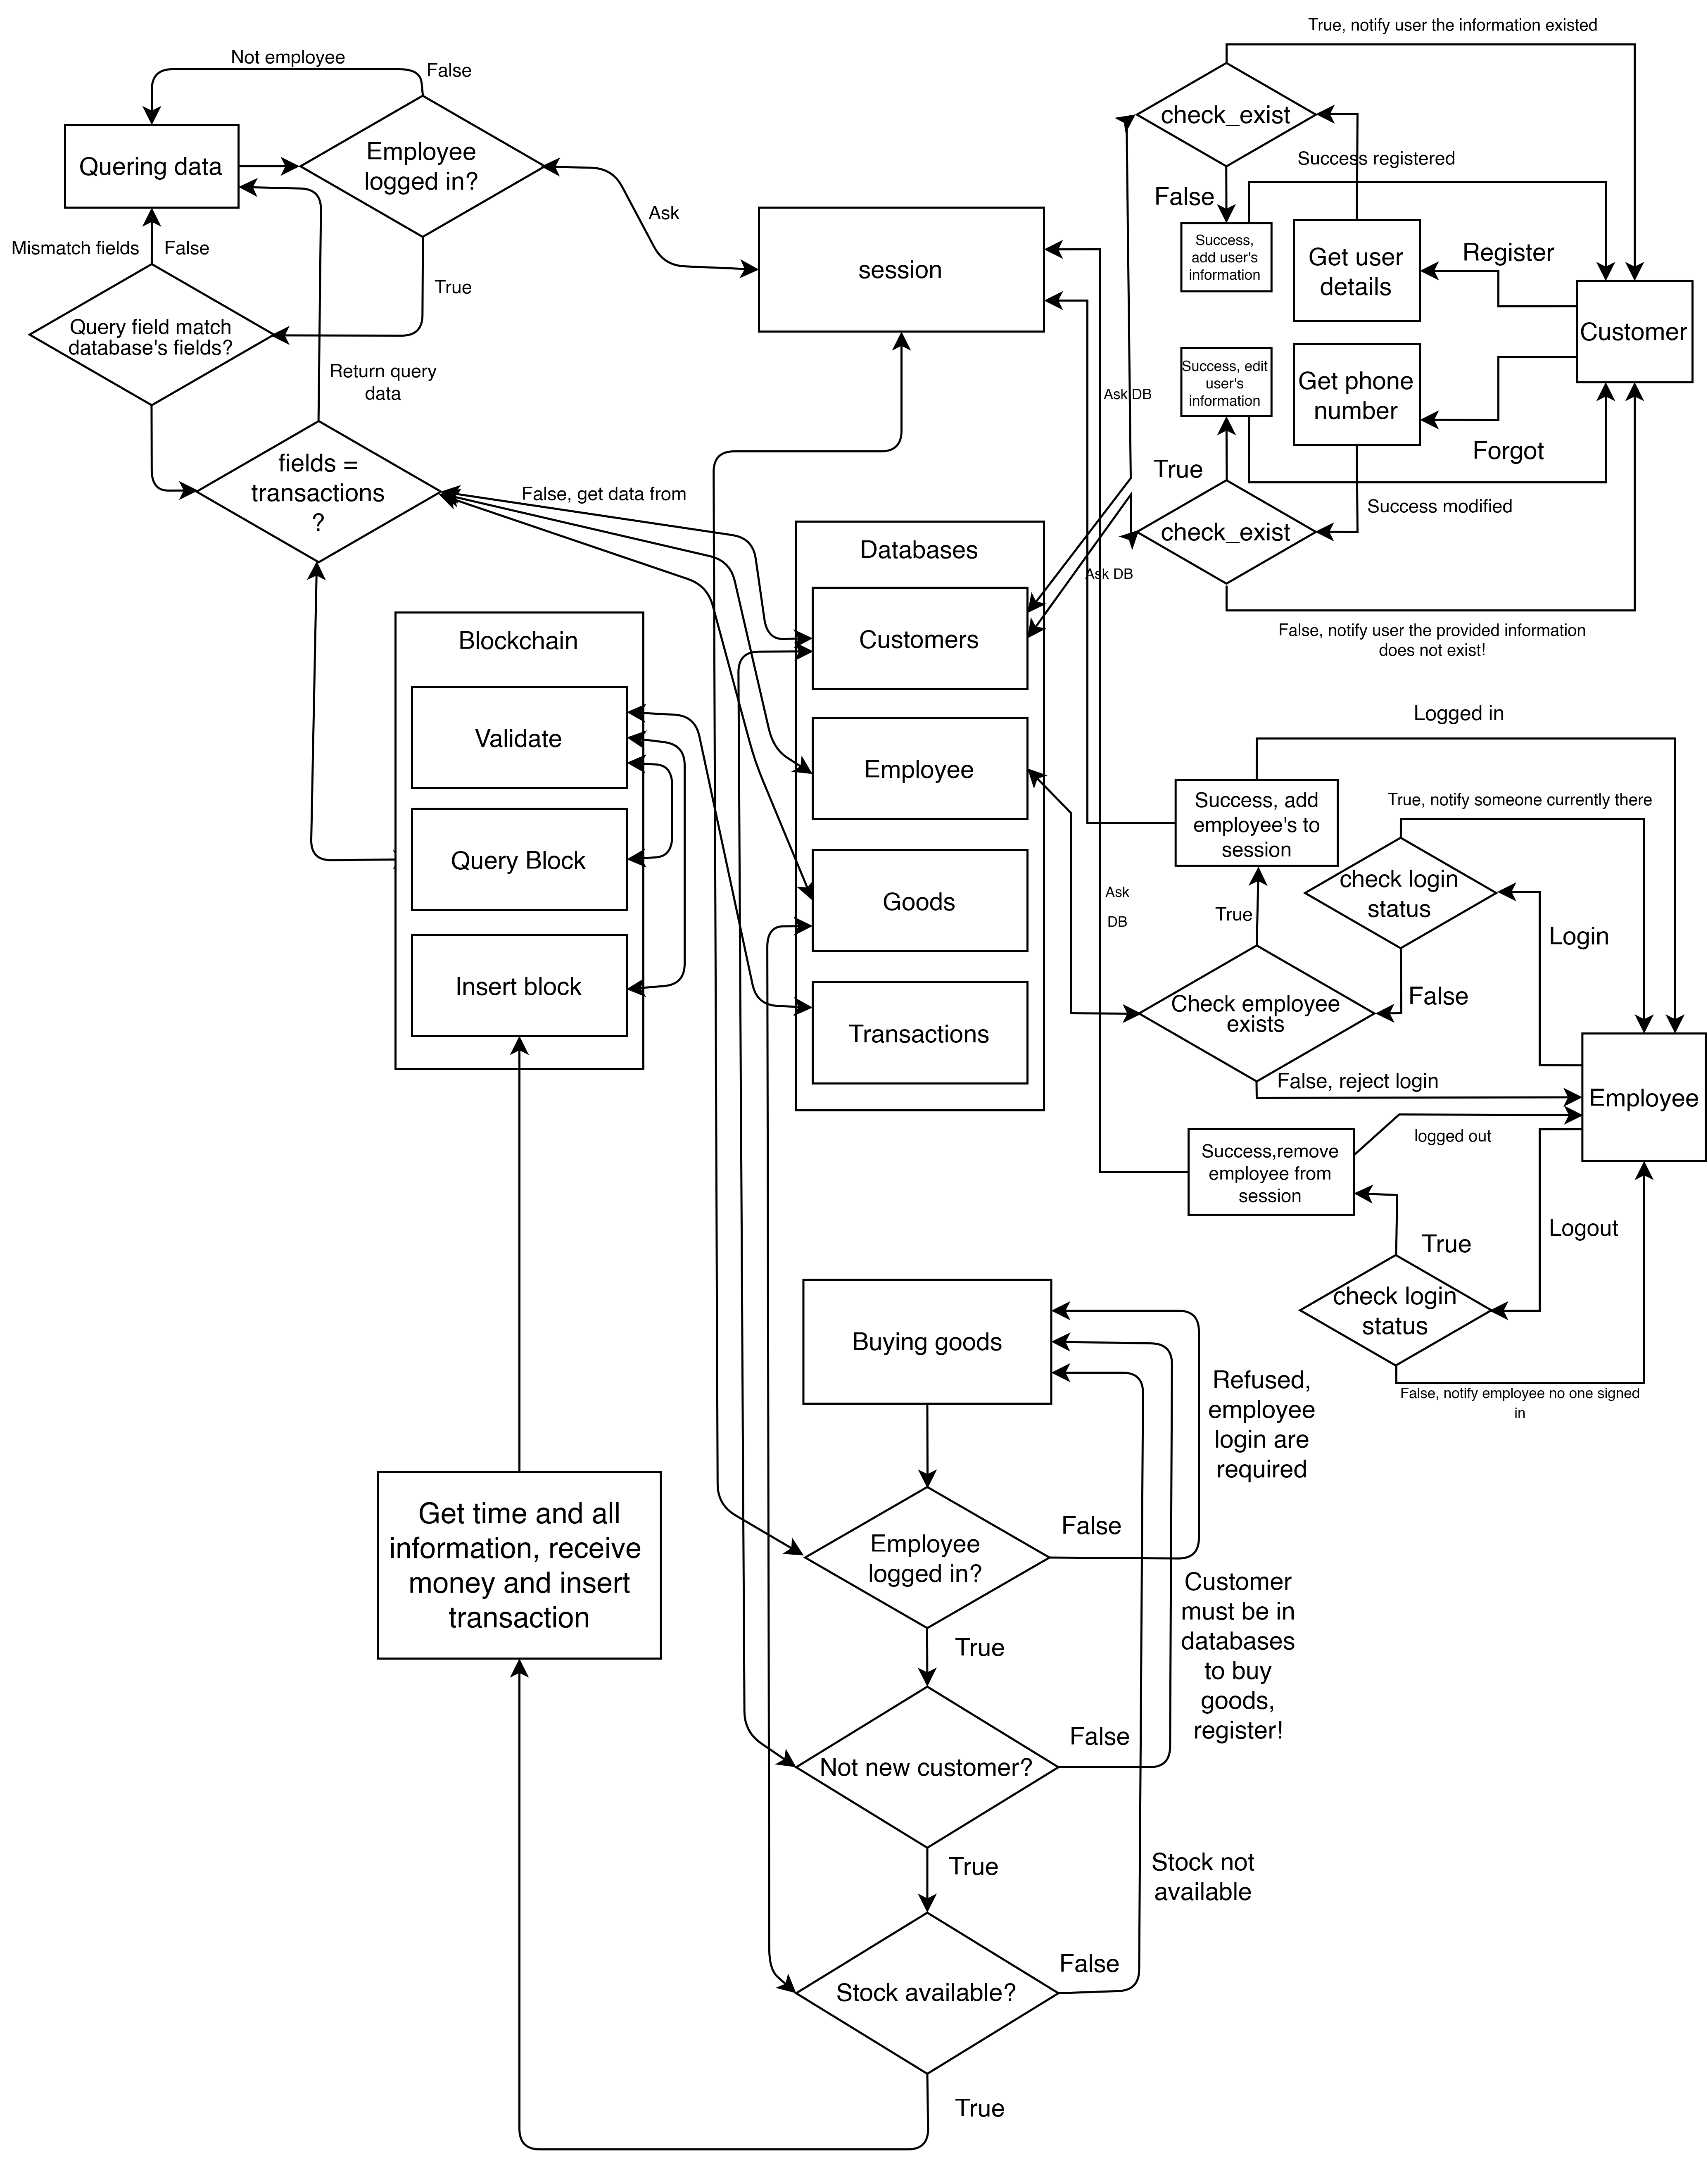 True, notify user the information existed
Not employee
False
check_exist
Employee
logged in?
Quering data
Success registered
False
Ask
Success,
add user's
information
Get user
details
Register
session
Mismatch fields
False
True
Query field match
database's fields?
Customer
Return query
data
Success, edit
user's
information
Get phone
number
Ask DB
Forgot
True
fields =
transactions
?
False, get data from
Success modified
check_exist
Databases
Ask DB
Customers
False, notify user the provided information
does not exist!
Blockchain
Validate
Employee
Logged in
Success, add
employee's to
session
True, notify someone currently there
Query Block
Goods
Ask
DB
True
check login
status
Login
Insert block
Transactions
Check employee
exists
False
False, reject login
Employee
logged out
Success,remove
employee from
session
Logout
True
check login
status
Buying goods
False, notify employee no one signed
in
Refused,
employee
login are
required
Get time and all
information, receive
money and insert
transaction
Employee
logged in?
False
Customer
must be in
databases
to buy
goods,
register!
True
Not new customer?
False
True
Stock not
available
Stock available?
False
True